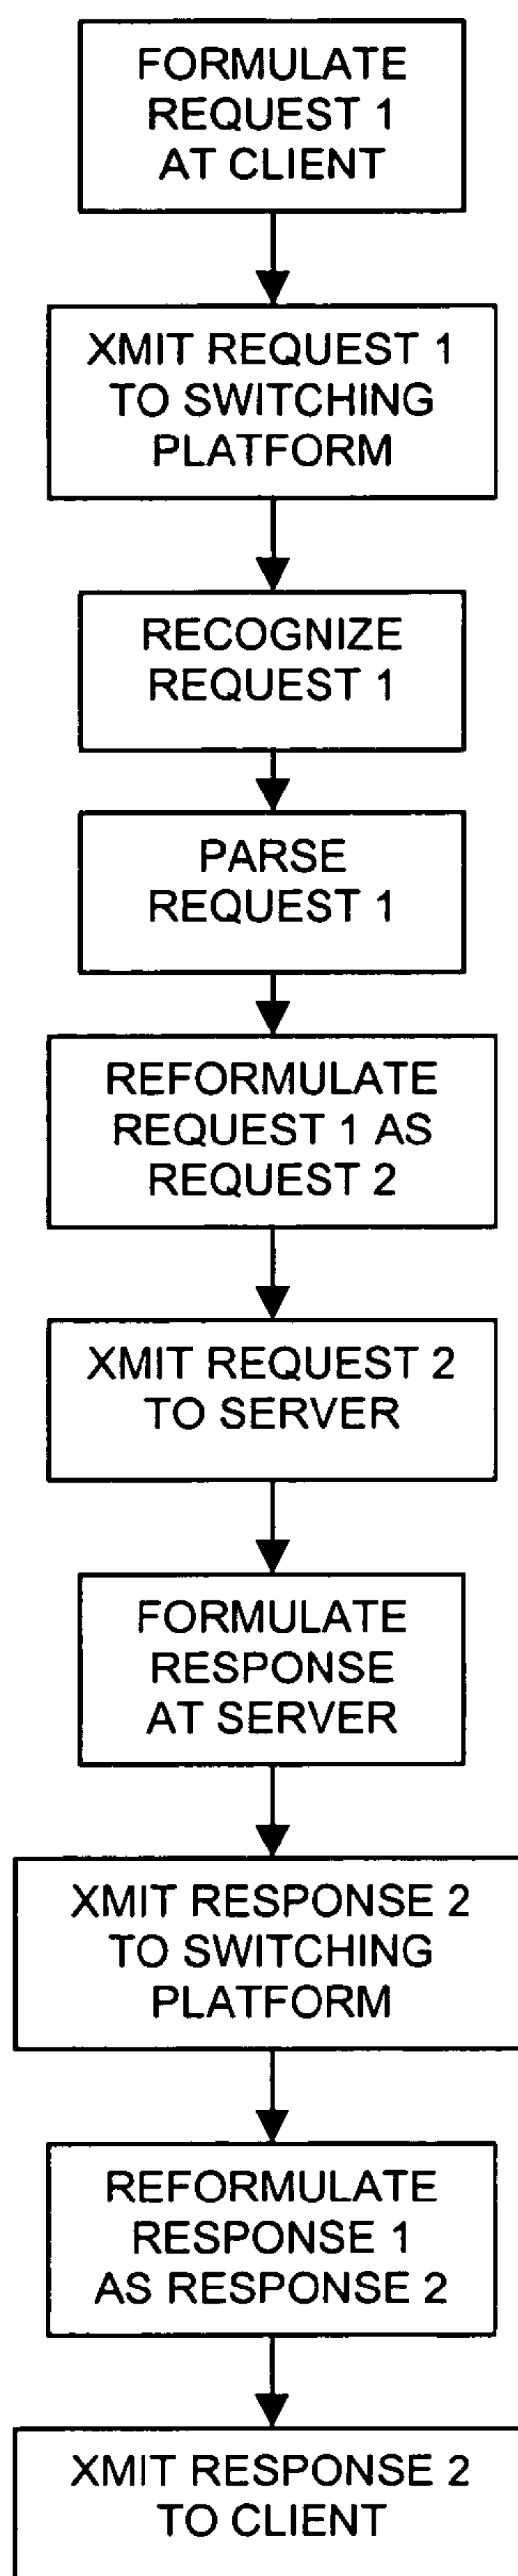 FORMULATE
REQUEST 1
AT CLIENT
XMIT REQUEST 1
TO SWITCHING
PLATFORM
RECOGNIZE
REQUEST 1
PARSE
REQUEST 1
REFORMULATE
REQUEST 1 AS
REQUEST 2
XMIT REQUEST 2
TO SERVER
FORMULATE
RESPONSE
AT SERVER
XMIT RESPONSE 2
TO SWITCHING
PLATFORM
REFORMULATE
RESPONSE 1
AS RESPONSE 2
XMIT RESPONSE 2
TO CLIENT